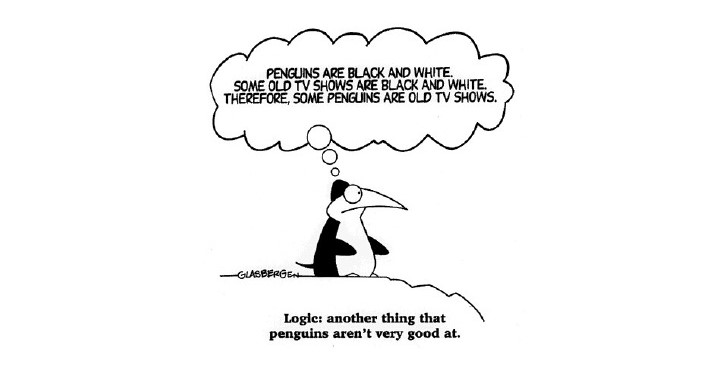 PENGUINS ARE BLACK AND WHITE.
SOME OLD TV SHOWS ARE BLACK AND WHITE.
THEREFORE, SOME PENGUINS ARE OLD TV SHOWS.
GLASBERGEN
Logic: another thing that
penguins aren't very good at.